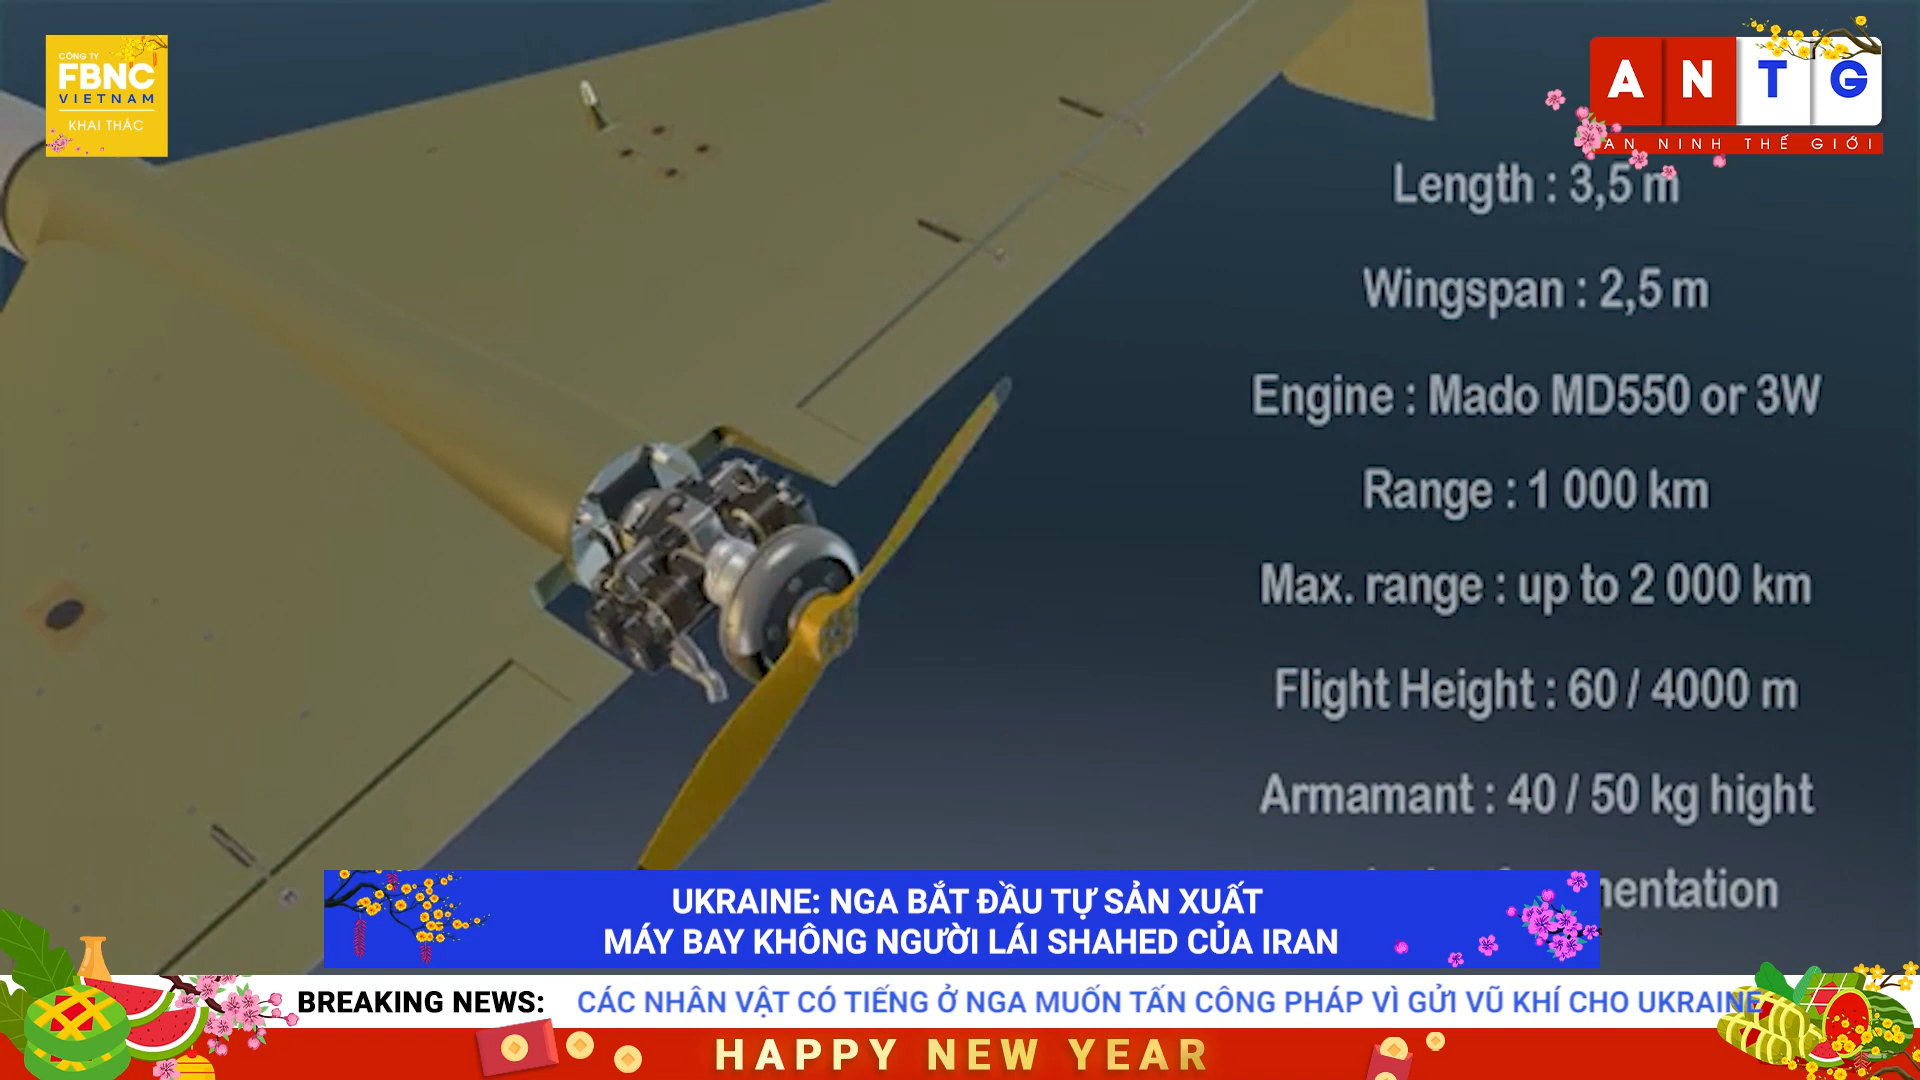 CÔNG TY
FBNC
VIETNAM
KHAI THÁC
ANTG
AN NINH THẾ GIỚI
Length : 3,5 m
Wingspan : 2,5 m
Engine : Mado MD550 or 3W
Range : 1 000 km
Max. range : up to 2 000 km
Flight Height : 60 / 4000 m
Armamant : 40 / 50 kg hight
UKRAINE: NGA BẮT ĐẦU TỰ SẢN XUẤT
MÁY BAY KHÔNG NGƯỜI LÁI SHAHED CỦA IRAN
BREAKING NEWS: CÁC NHÂN VẬT CÓ TIẾNG Ở NGA MUỐN TẤN CÔNG PHÁP VÌ GỬI VŨ KHÍ CHO UKRAINE
HAPPY NEW YEAR